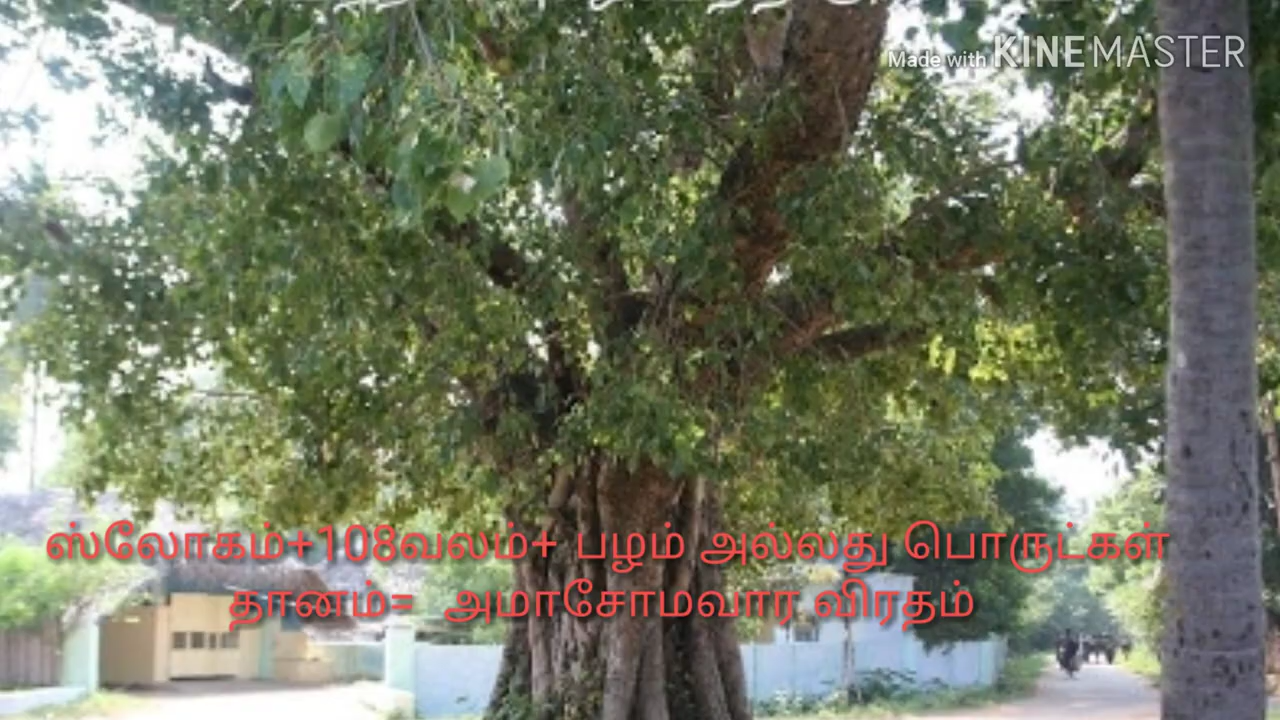 Made with KINEMASTER
ஸ்லோகம்+108வலம்+ பழம் அல்லது பொருட்கள்
தானம்= அமாசோமவார விரதம்